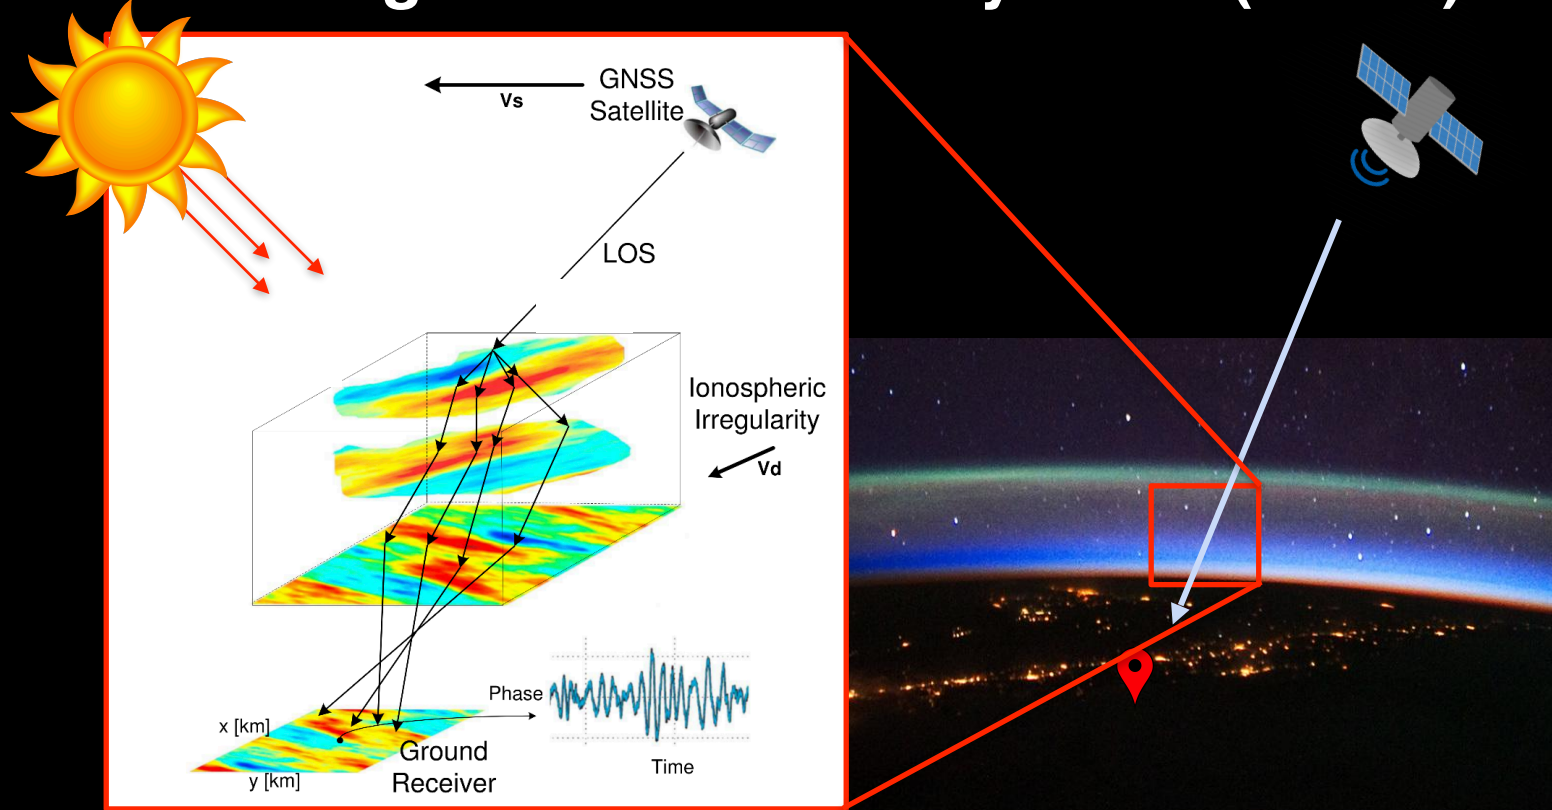 GNSS
Satellite
Vs
LOS
Ionospheric
Irregularity
Vd
Phase
x [km]
Ground
Receiver
y [km]
Time